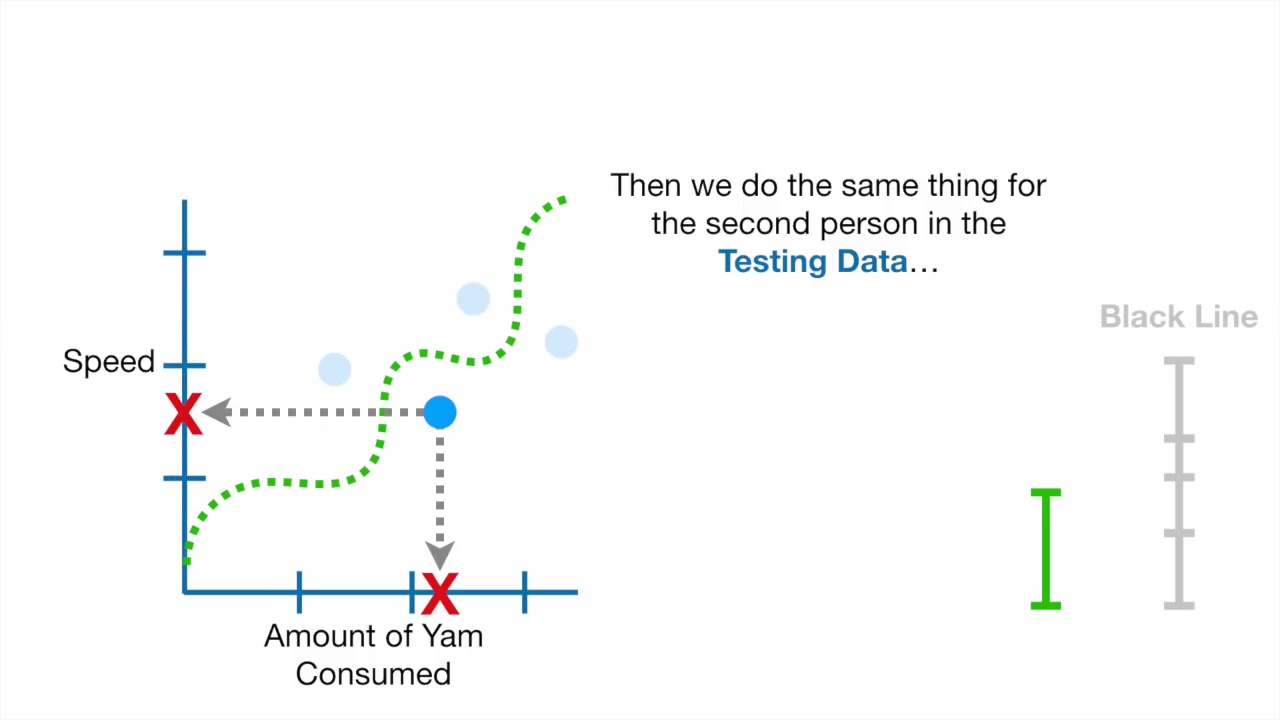 Then we do the same thing for
the second person in the
Testing Data…
Black Line
Speed
X
X
Amount of Yam
Consumed